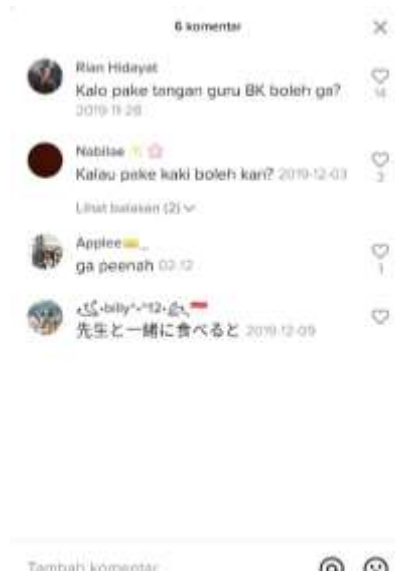 6 komentar
Rian Hidayat
Kalo pake tangan guru BK boleh ga?
2019-11-28
14
Nabilae
Kalau pake kaki boleh kan? 2019-12-03
2
Lihat balasan (2)
Applee
ga peenah 02-12
1
billy
先生と一緒に食べると 2019-12-09
Tambah komentar